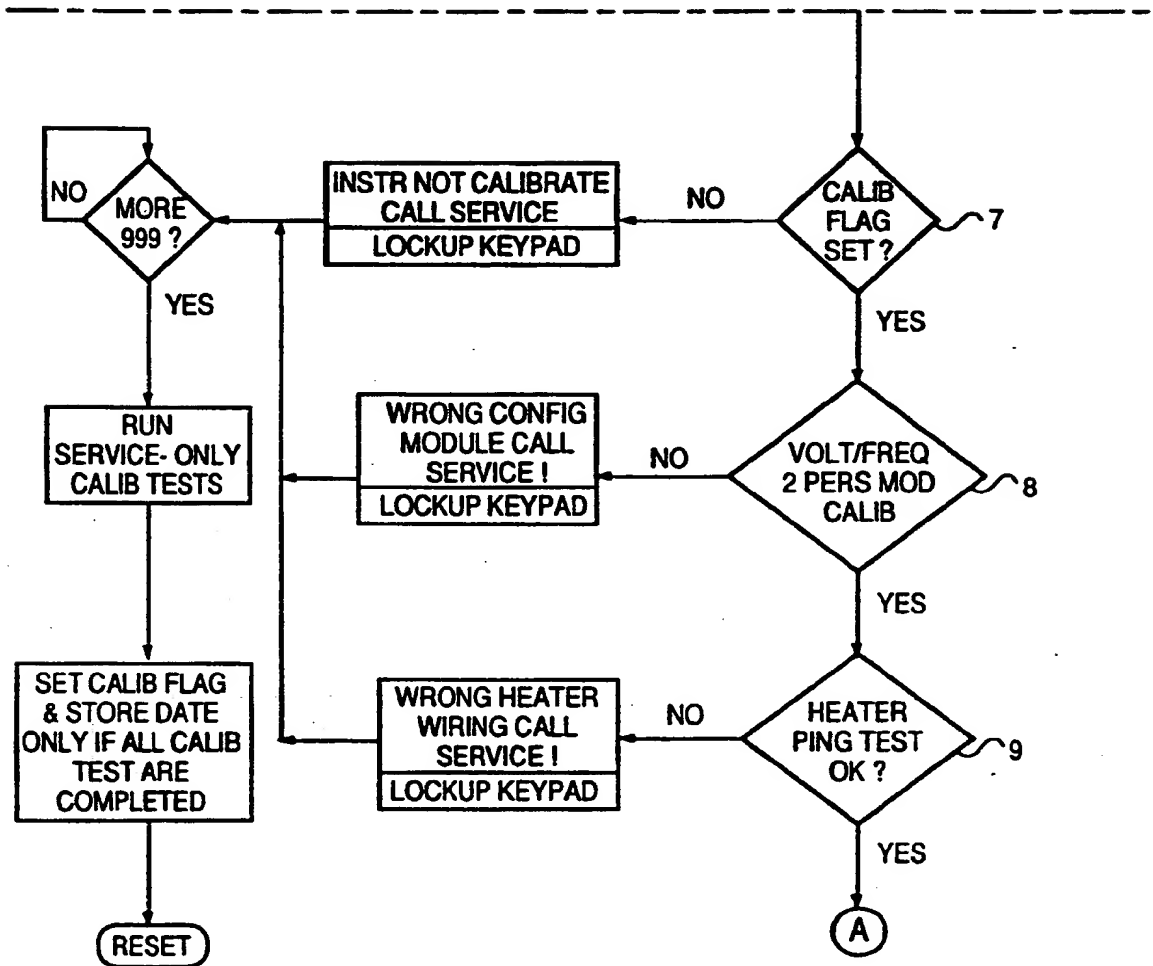 NO
MORE
999 ?
YES
INSTR NOT CALIBRATE
CALL SERVICE
LOCKUP KEYPAD
NO
CALIB
FLAG
SET ?
7
YES
RUN
SERVICE- ONLY
CALIB TESTS
WRONG CONFIG
MODULE CALL
SERVICE !
LOCKUP KEYPAD
NO
VOLT/FREQ
2 PERS MOD
CALIB
8
YES
SET CALIB FLAG
& STORE DATE
ONLY IF ALL CALIB
TEST ARE
COMPLETED
WRONG HEATER
WIRING CALL
SERVICE !
LOCKUP KEYPAD
NO
HEATER
PING TEST
OK ?
9
YES
RESET
A